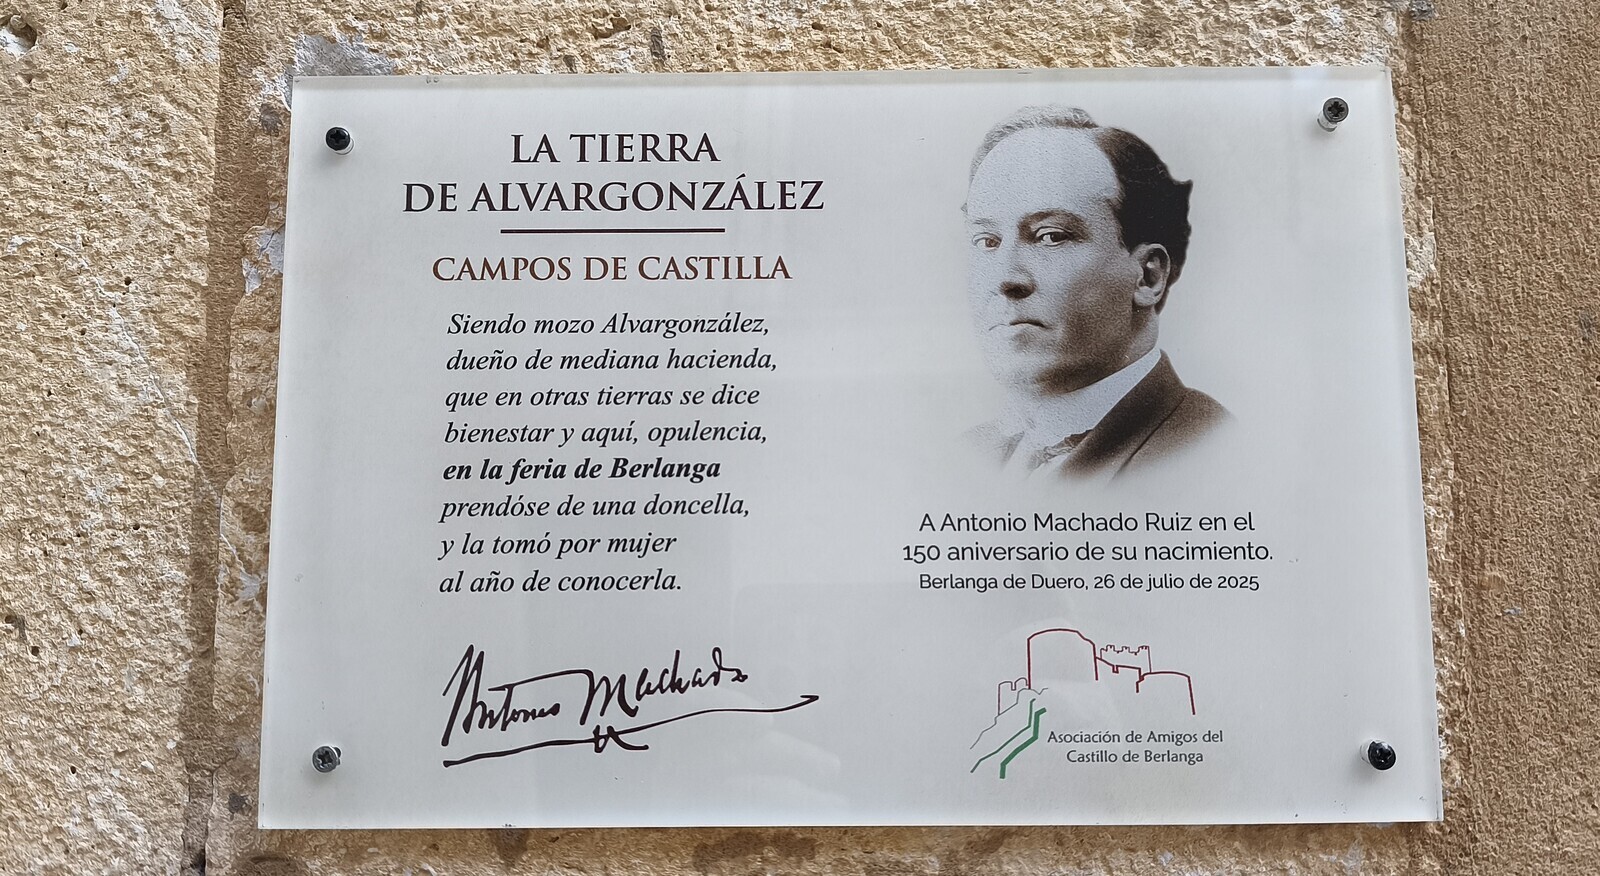 LA TIERRA
DE ALVARGONZÁLEZ
CAMPOS DE CASTILLA
Siendo mozo Alvargonzález,
dueño de mediana hacienda,
que en otras tierras se dice
bienestar y aquí, opulencia,
en la feria de Berlanga
prendóse de una doncella,
y la tomó por mujer
al año de conocerla.
Antonio Machado
A Antonio Machado Ruiz en el
150 aniversario de su nacimiento.
Berlanga de Duero, 26 de julio de 2025
Asociación de Amigos del
Castillo de Berlanga